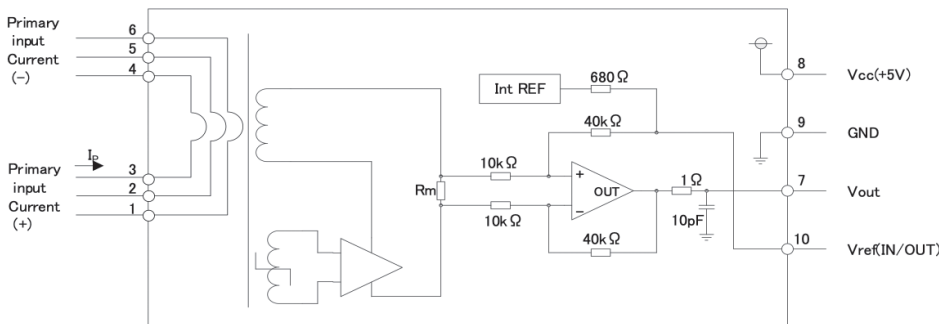 Primary
input
Current
(-)
6
5
4
Primary
input
Current
(+)
IP
3
2
1
Int REF
680Ω
40kΩ
10kΩ
Rm
10kΩ
+
OUT
-
40kΩ
1Ω
10pF
8
Vcc(+5V)
9
GND
7
Vout
10
Vref(IN/OUT)